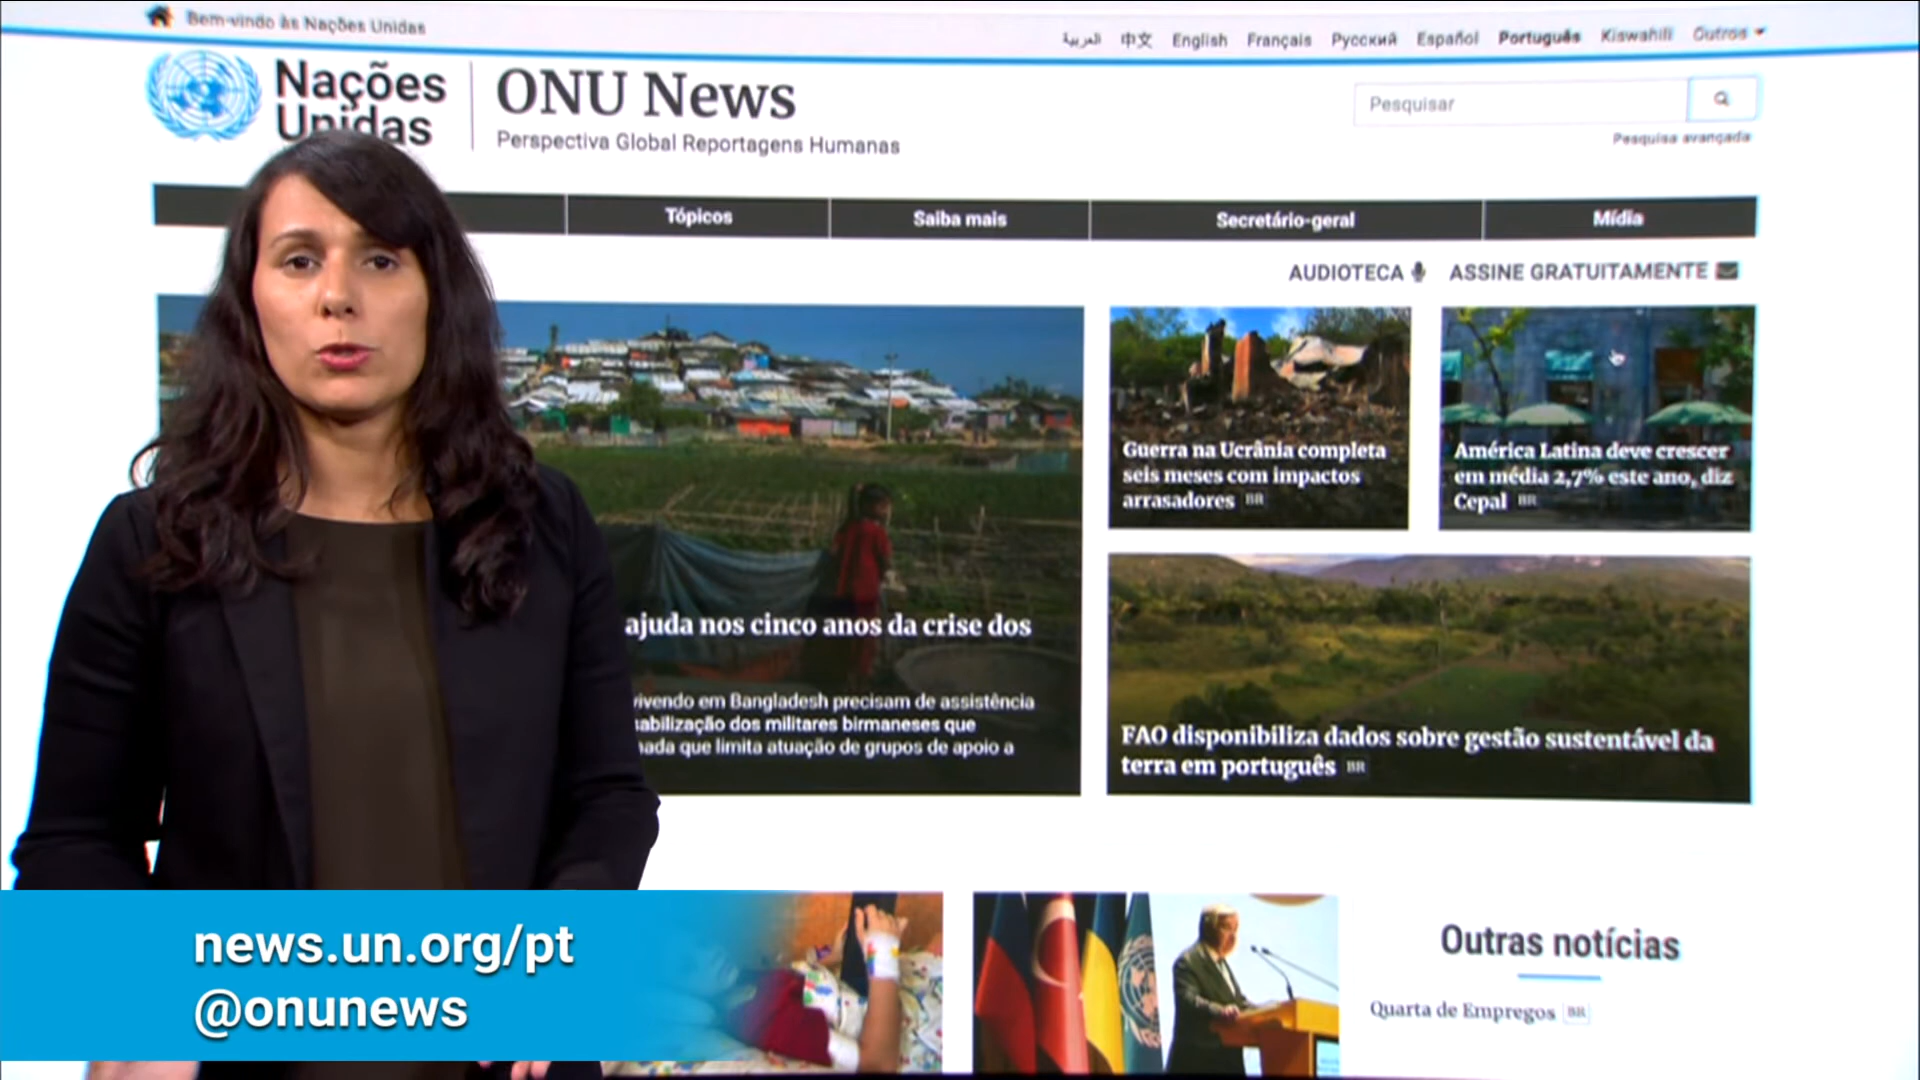 Bem-vindo às Nações Unidas
العربية 中文 English Français Русский Español Português Kiswahili Outros
Nações
Unidas
ONU News
Perspectiva Global Reportagens Humanas
Pesquisar
Pesquisa avançada
Tópicos Saiba mais Secretário-geral Mídia
AUDIOTECA ASSINE GRATUITAMENTE
ajuda nos cinco anos da crise dos
vivendo em Bangladesh precisam de assistência
abilização dos militares birmaneses que
ada que limita atuação de grupos de apoio a
Guerra na Ucrânia completa
seis meses com impactos
arrasadores BR
América Latina deve crescer
em média 2,7% este ano, diz
Cepal BR
FAO disponibiliza dados sobre gestão sustentável da
terra em português BR
Outras notícias
Quarta de Empregos BR
news.un.org/pt
@onunews